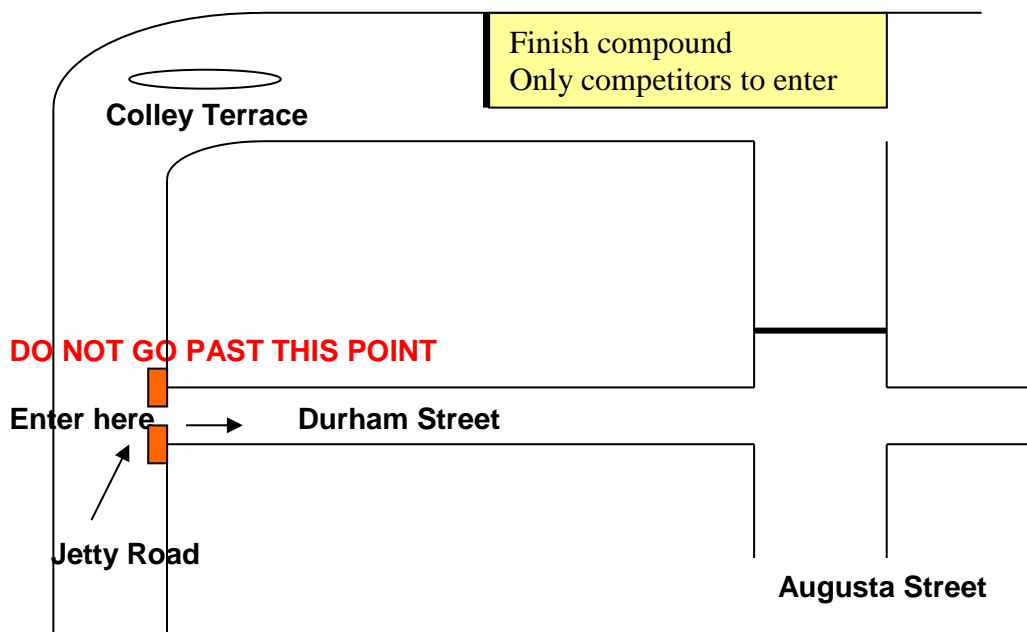 Finish compound
Only competitors to enter
Colley Terrace
DO NOT GO PAST THIS POINT
Enter here
Durham Street
Jetty Road
Augusta Street